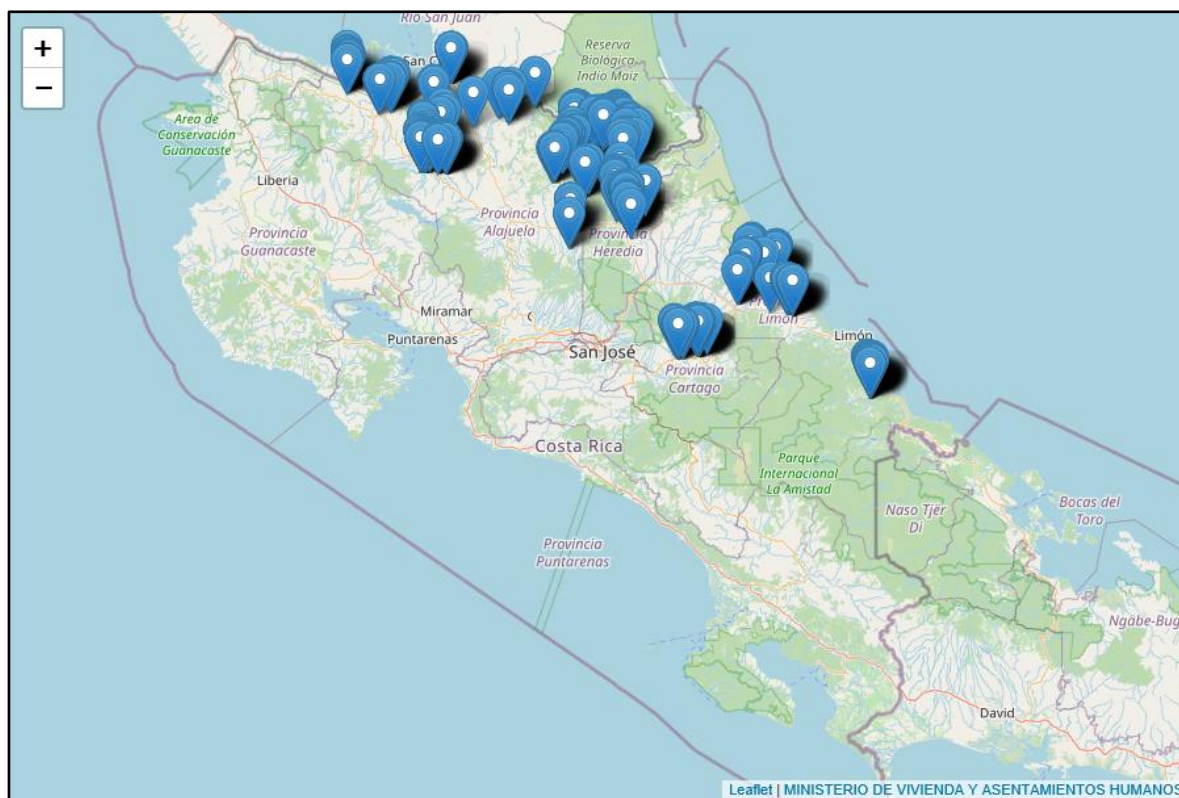 +
−
Río San Juan
San C
Reserva
Biológica
Indio Maíz
Area de
Conservación
Guanacaste
Liberia
Provincia
Guanacaste
Provincia
Alajuela
Provincia
Heredia
Miramar
Puntarenas
San José
Limón
Limón
Provincia
Cartago
Costa Rica
Parque
Internacional
La Amistad
Naso Tjër
Di
Bocas del
Toro
Provincia
Puntarenas
Ngäbe-Bug
David
Leaflet | MINISTERIO DE VIVIENDA Y ASENTAMIENTOS HUMANOS